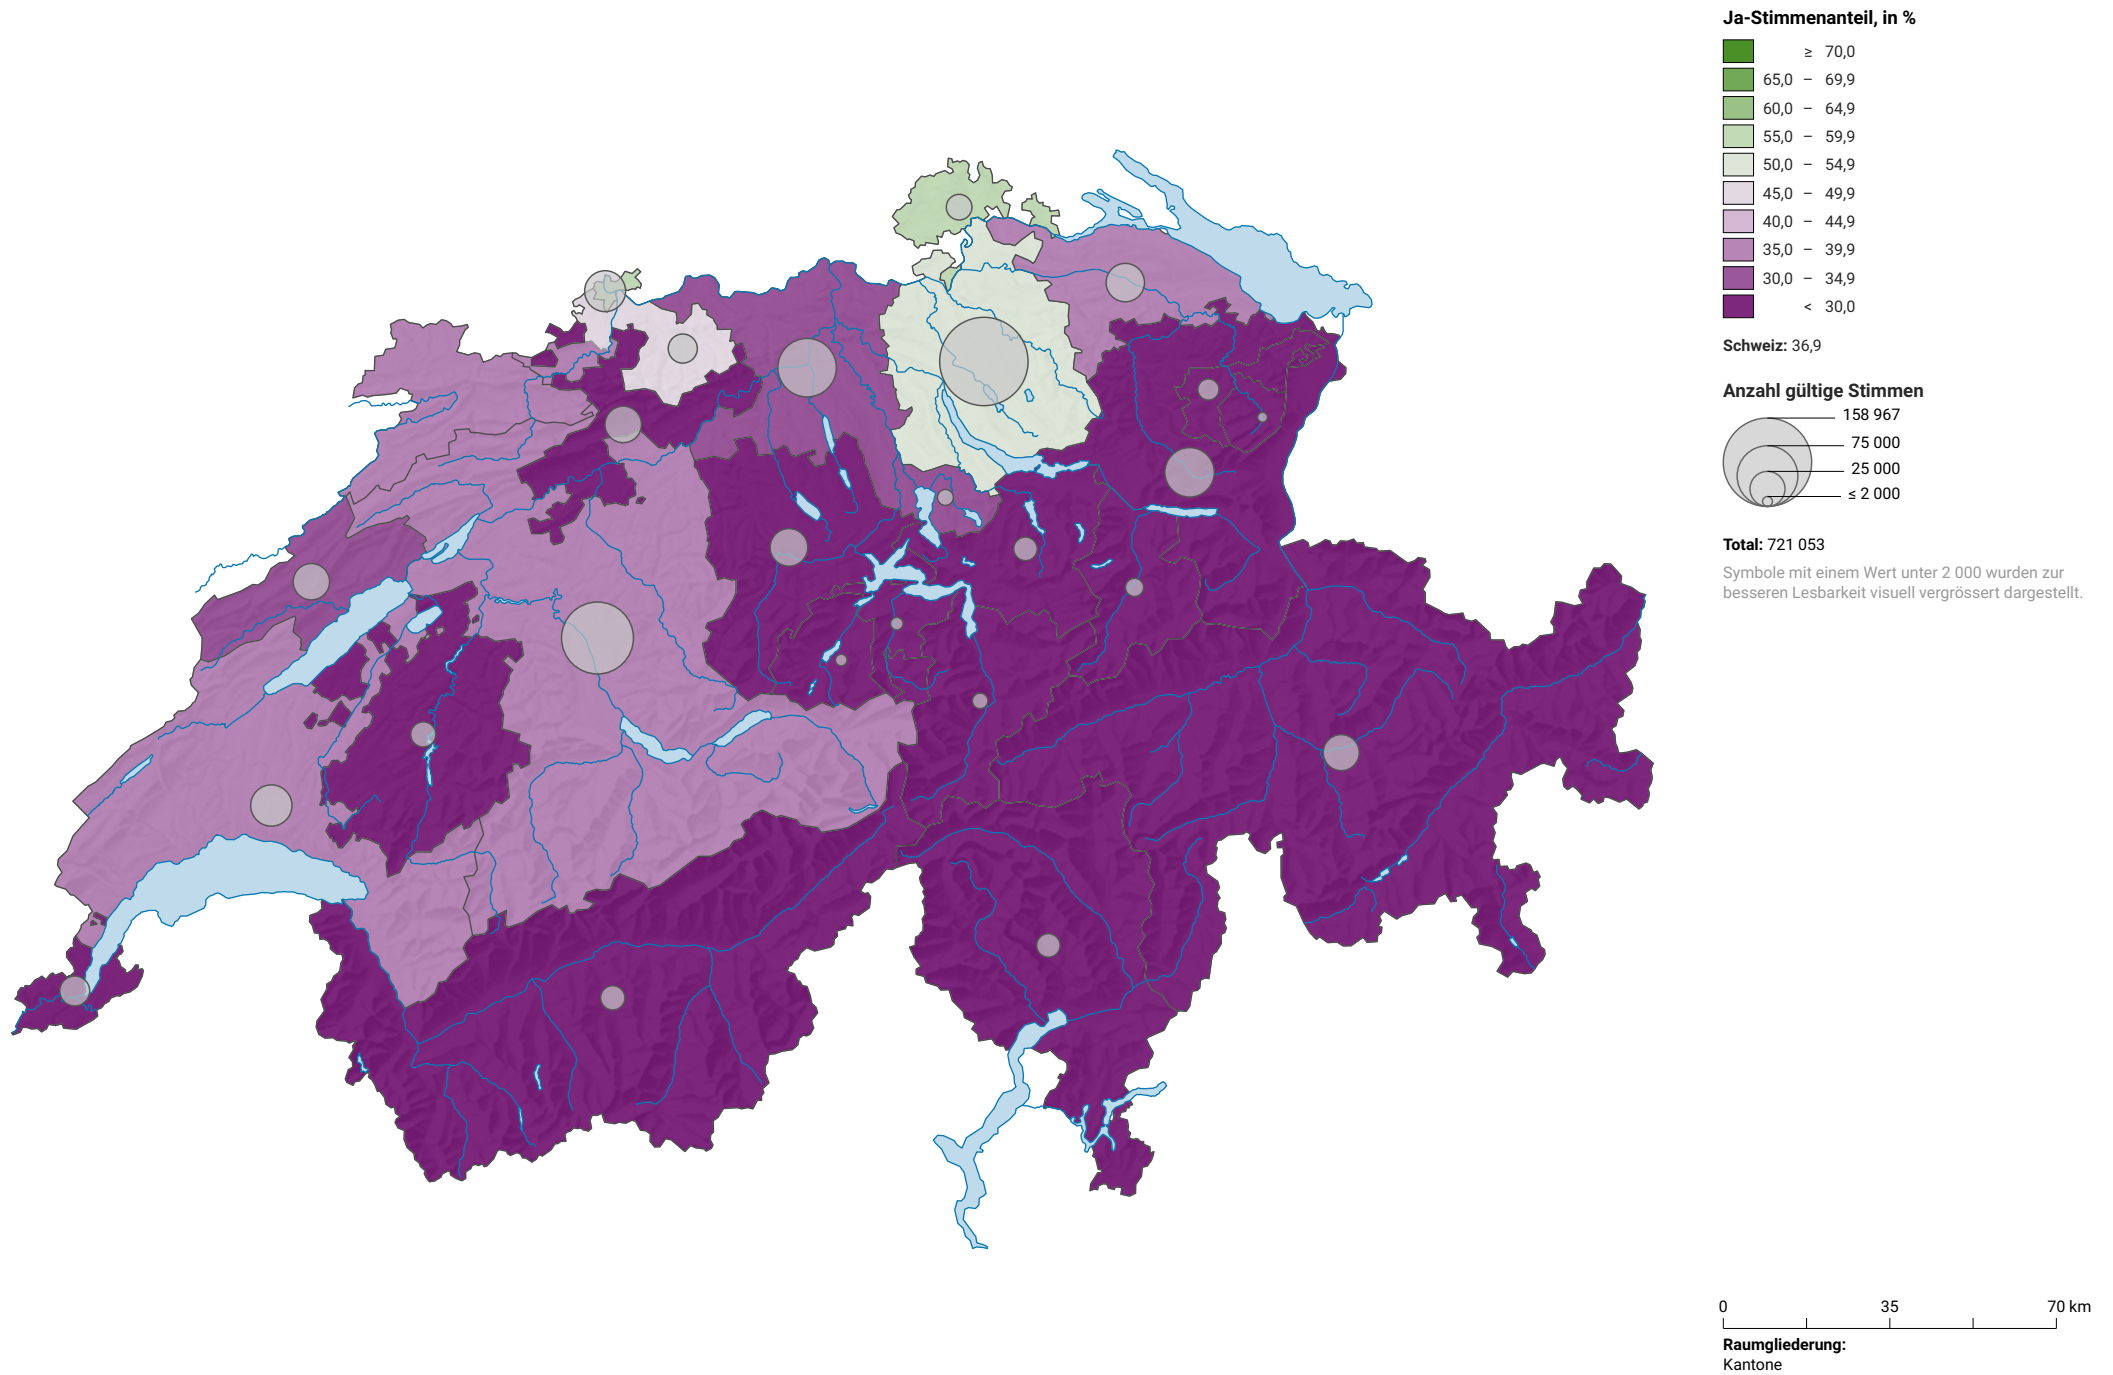 Ja-Stimmenanteil, in %
≥ 70,0
65,0 – 69,9
60,0 – 64,9
55,0 – 59,9
50,0 – 54,9
45,0 – 49,9
40,0 – 44,9
35,0 – 39,9
30,0 – 34,9
< 30,0
Schweiz: 36,9
Anzahl gültige Stimmen
158 967
75 000
25 000
≤ 2 000
Total: 721 053
Symbole mit einem Wert unter 2 000 wurden zur
besseren Lesbarkeit visuell vergrössert dargestellt.
0 35 70 km
Raumgliederung:
Kantone